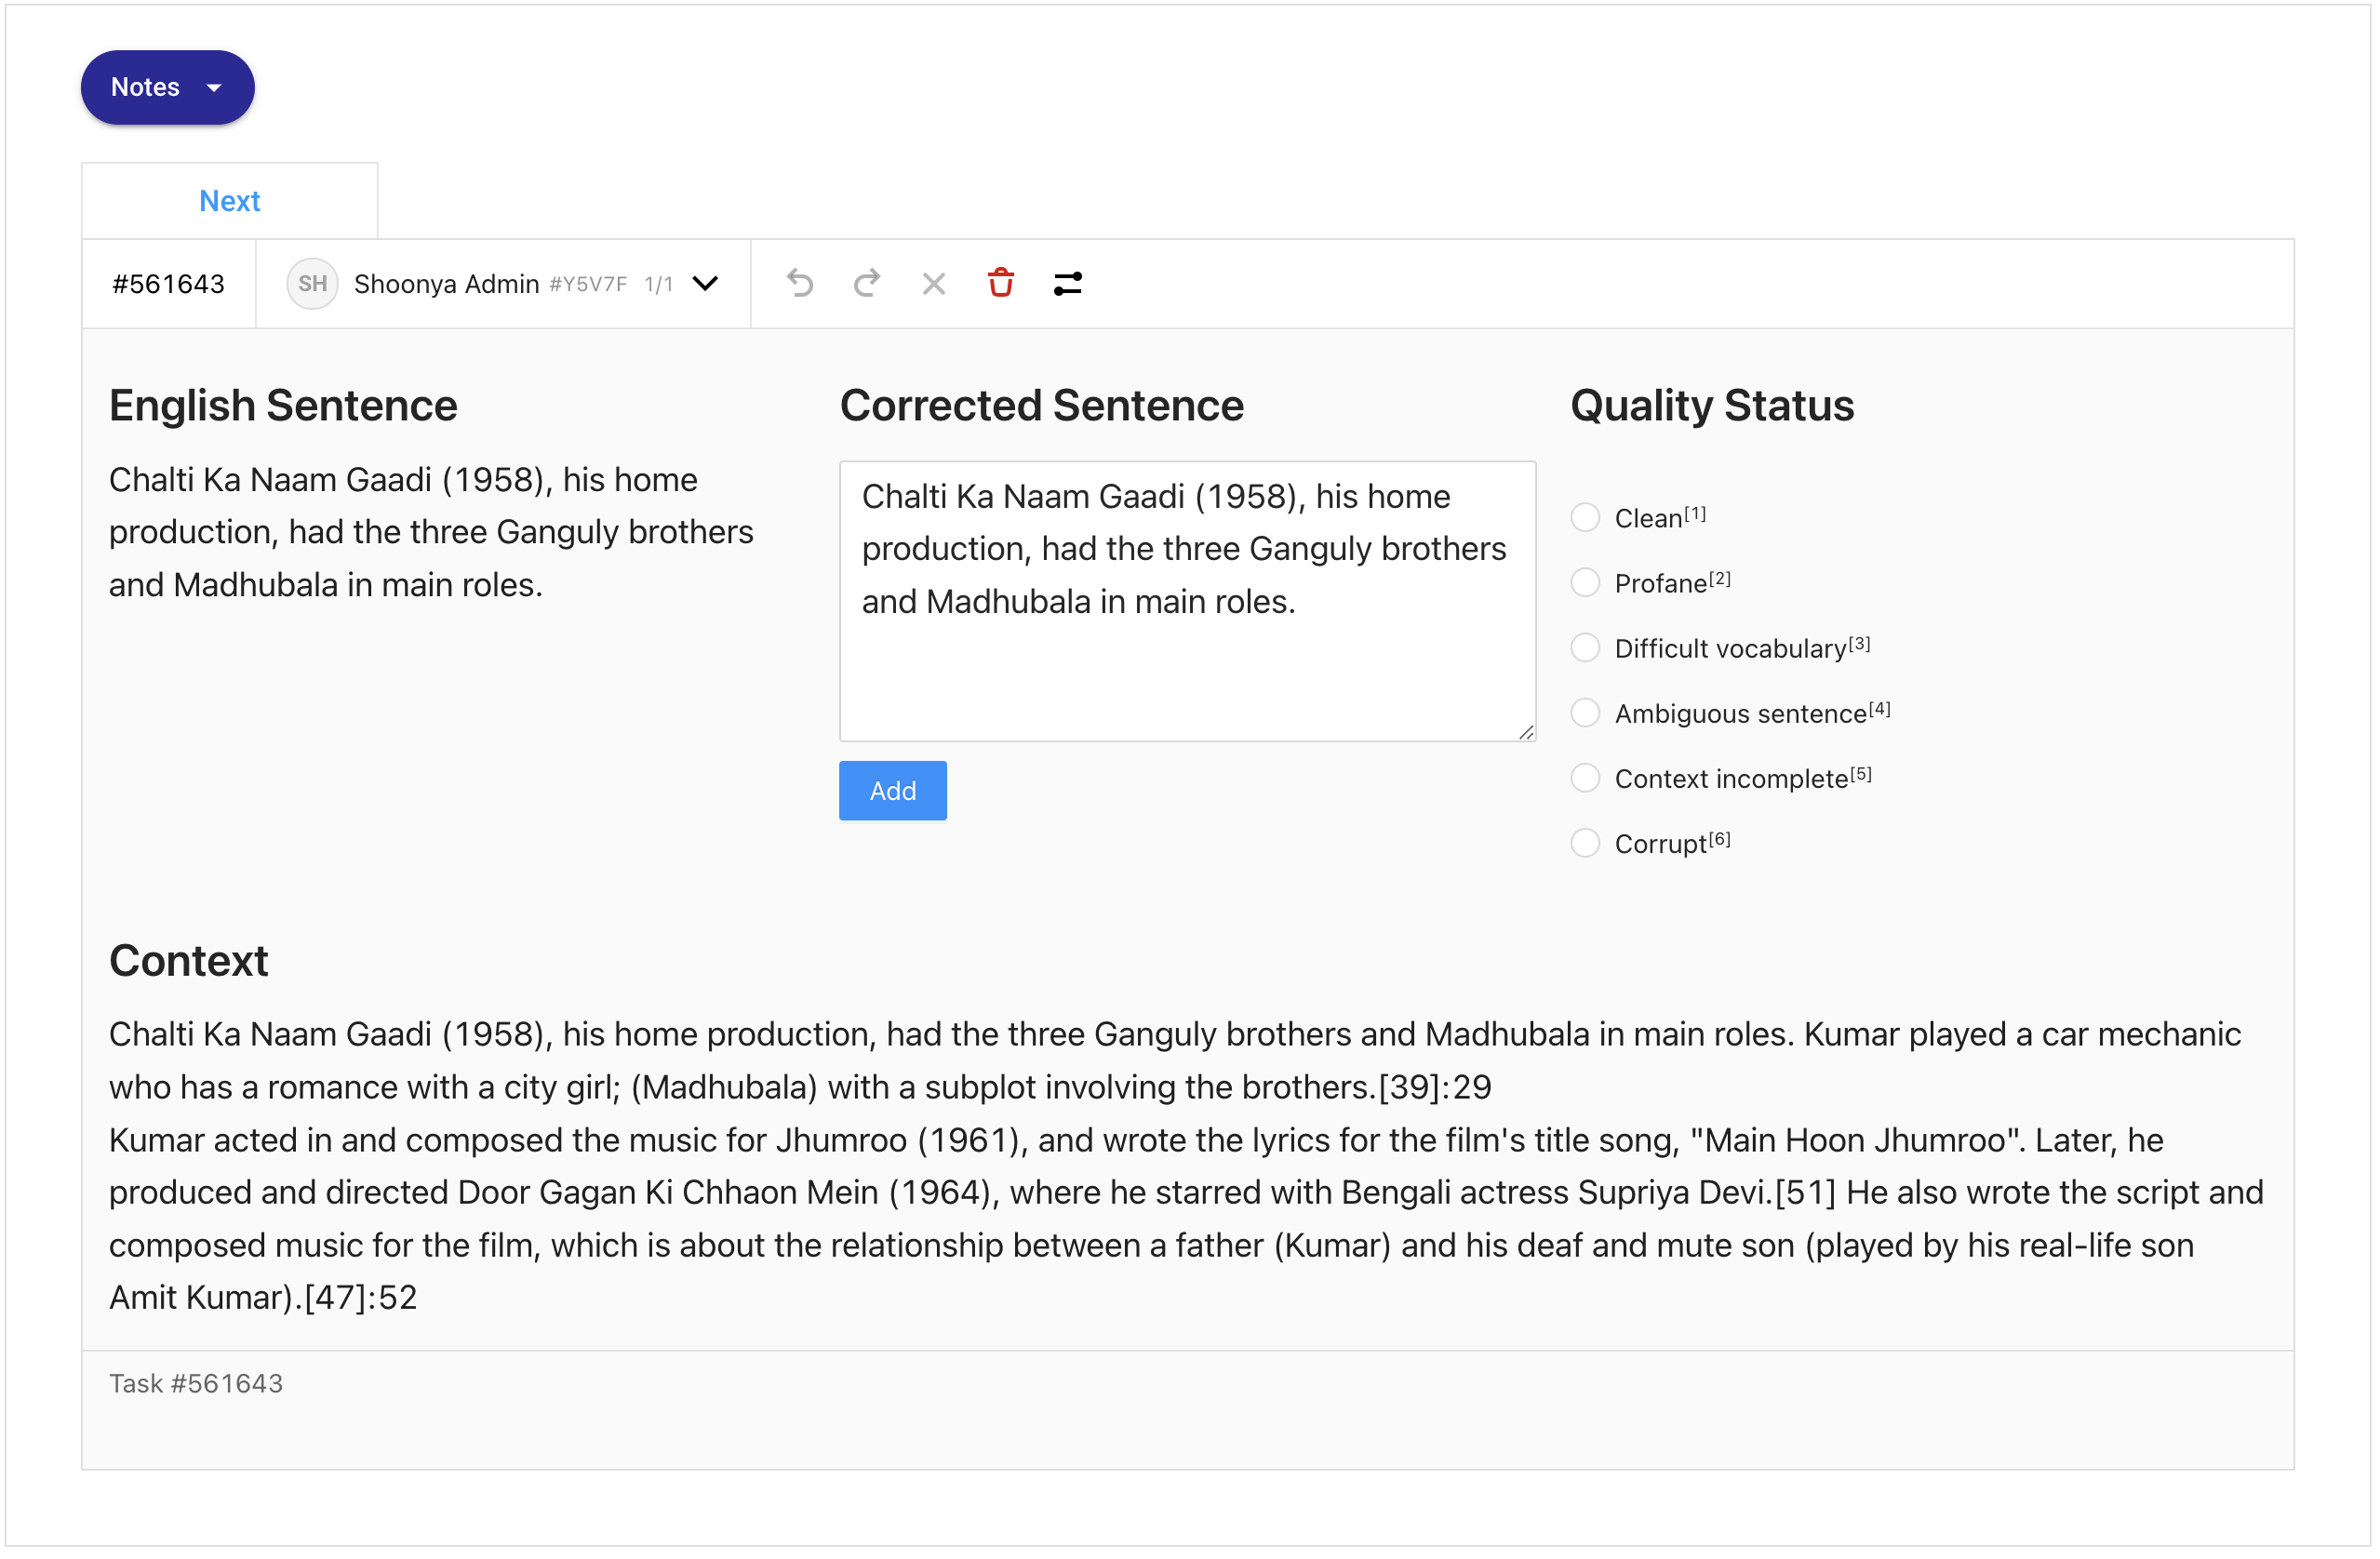 Notes
Next
#561643
SH Shoonya Admin #Y5V7F 1/1
English Sentence
Chalti Ka Naam Gaadi (1958), his home
production, had the three Ganguly brothers
and Madhubala in main roles.
Corrected Sentence
Chalti Ka Naam Gaadi (1958), his home
production, had the three Ganguly brothers
and Madhubala in main roles.
Add
Quality Status
Clean[1]
Profane[2]
Difficult vocabulary[3]
Ambiguous sentence[4]
Context incomplete[5]
Corrupt[6]
Context
Chalti Ka Naam Gaadi (1958), his home production, had the three Ganguly brothers and Madhubala in main roles. Kumar played a car mechanic
who has a romance with a city girl; (Madhubala) with a subplot involving the brothers.[39]:29
Kumar acted in and composed the music for Jhumroo (1961), and wrote the lyrics for the film's title song, "Main Hoon Jhumroo". Later, he
produced and directed Door Gagan Ki Chhaon Mein (1964), where he starred with Bengali actress Supriya Devi.[51] He also wrote the script and
composed music for the film, which is about the relationship between a father (Kumar) and his deaf and mute son (played by his real-life son
Amit Kumar).[47]:52
Task #561643